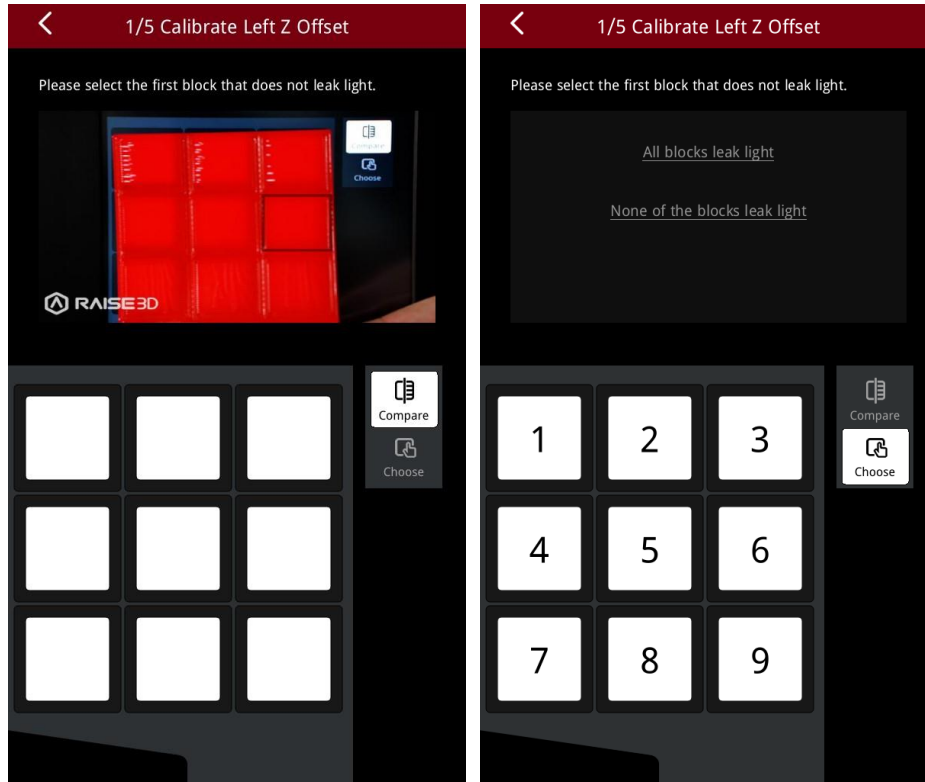 1/5 Calibrate Left Z Offset
Please select the first block that does not leak light.
Compare
Choose
RAISE3D
Compare
Choose
1/5 Calibrate Left Z Offset
Please select the first block that does not leak light.
All blocks leak light
None of the blocks leak light
1 2 3
4 5 6
7 8 9
Compare
Choose